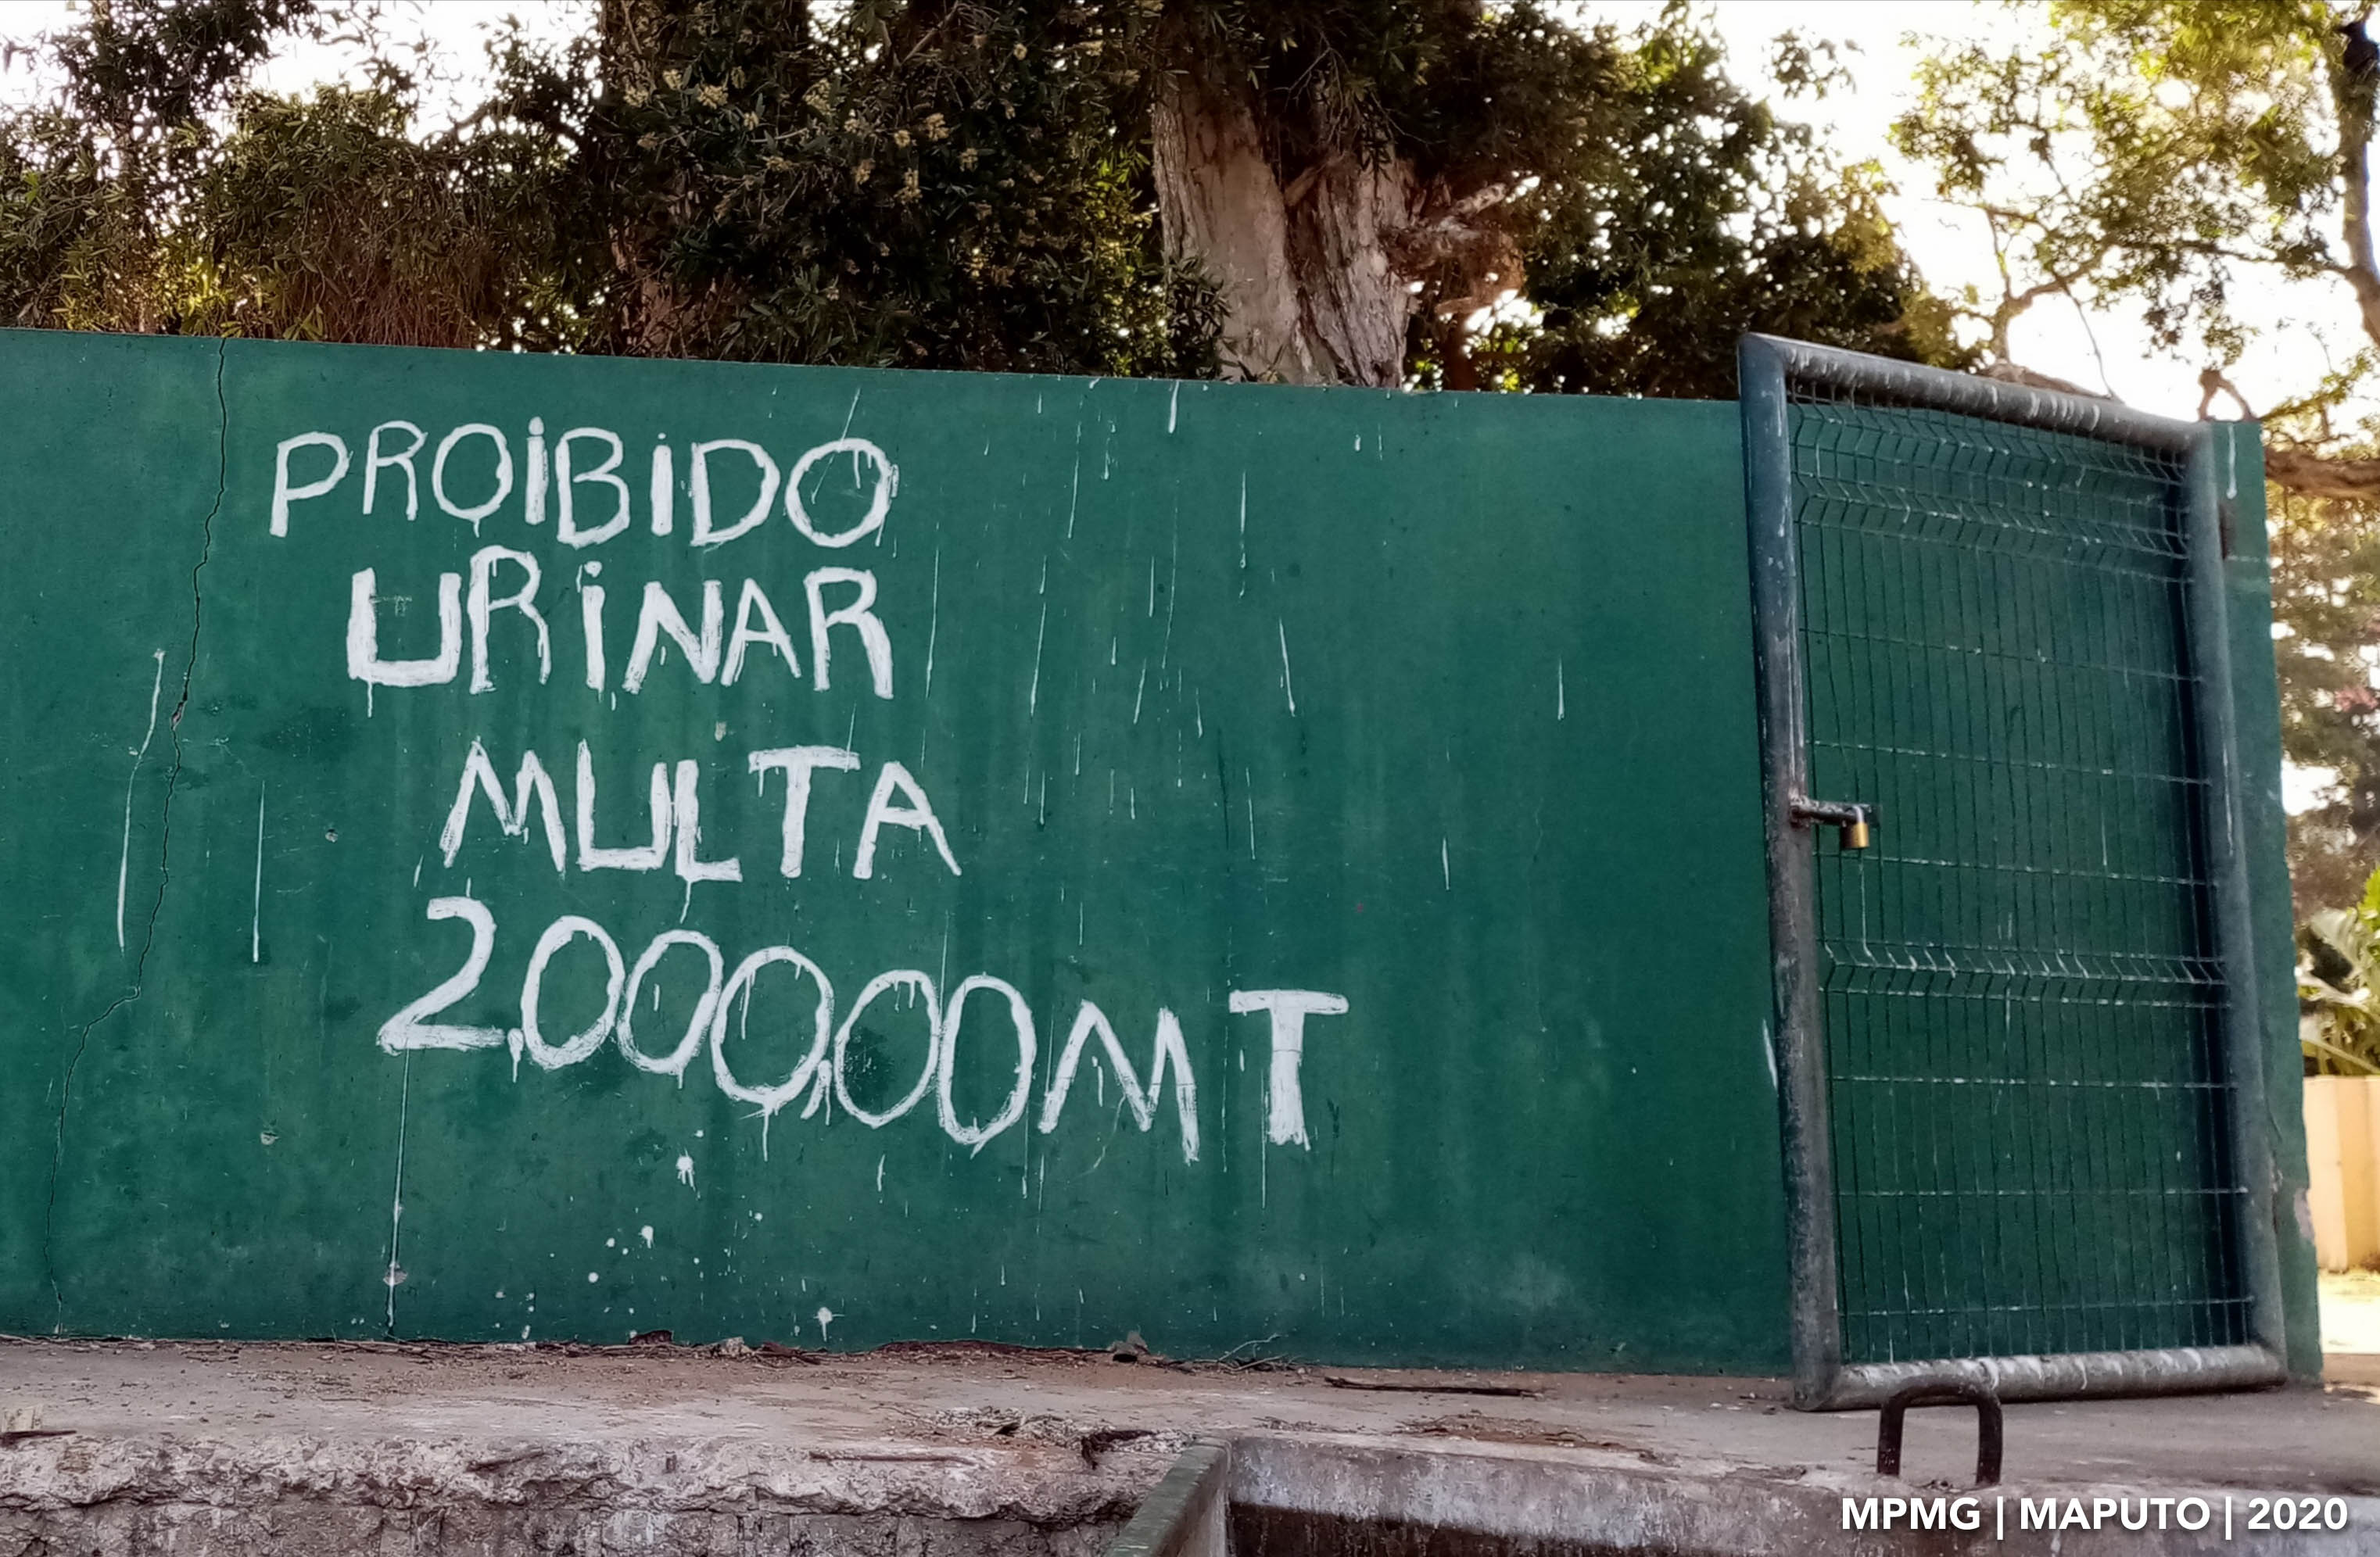 PROIBIDO
URINAR
MULTA
2.000,00MT
MPMG | MAPUTO | 2020